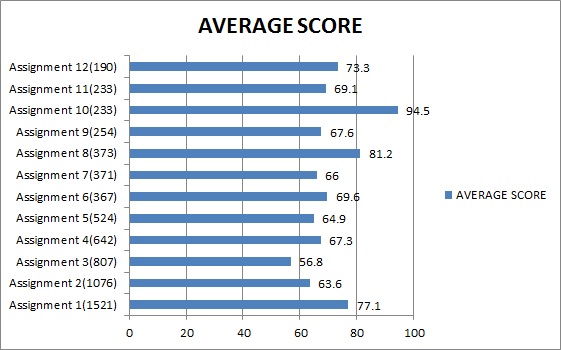 AVERAGE SCORE
Assignment 12(190) 73.3
Assignment 11(233) 69.1
Assignment 10(233) 94.5
Assignment 9(254) 67.6
Assignment 8(373) 81.2
Assignment 7(371) 66
Assignment 6(367) 69.6
AVERAGE SCORE
Assignment 5(524) 64.9
Assignment 4(642) 67.3
Assignment 3(807) 56.8
Assignment 2(1076) 63.6
Assignment 1(1521) 77.1
0 20 40 60 80 100